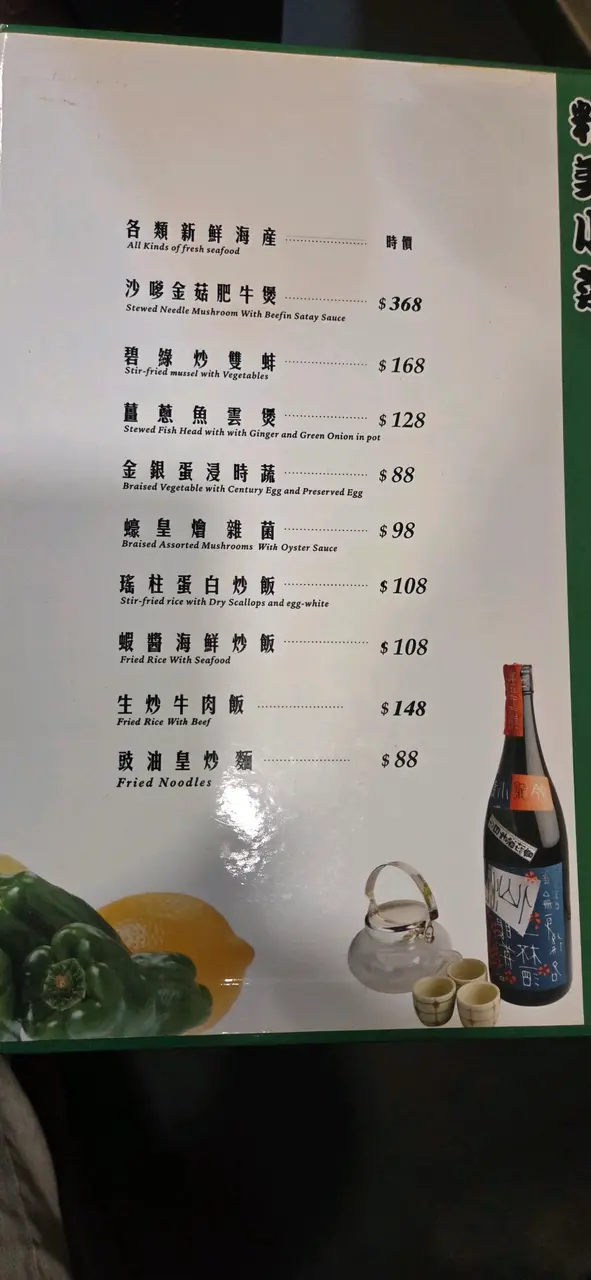 各類新鮮海產 時價
All Kinds of fresh seafood
沙嗲金菇肥牛煲 $368
Stewed Needle Mushroom With Beefin Satay Sauce
碧綠炒雙蚌 $168
Stir-fried mussel with Vegetables
薑蔥魚雲煲 $128
Stewed Fish Head with with Ginger and Green Onion in pot
金銀蛋浸時蔬 $88
Braised Vegetable with Century Egg and Preserved Egg
蠔皇燴雜菌 $98
Braised Assorted Mushrooms With Oyster Sauce
瑤柱蛋白炒飯 $108
Stir-fried rice with Dry Scallops and egg-white
蝦醬海鮮炒飯 $108
Fried Rice With Seafood
生炒牛肉飯 $148
Fried Rice With Beef
豉油皇炒麵 $88
Fried Noodles